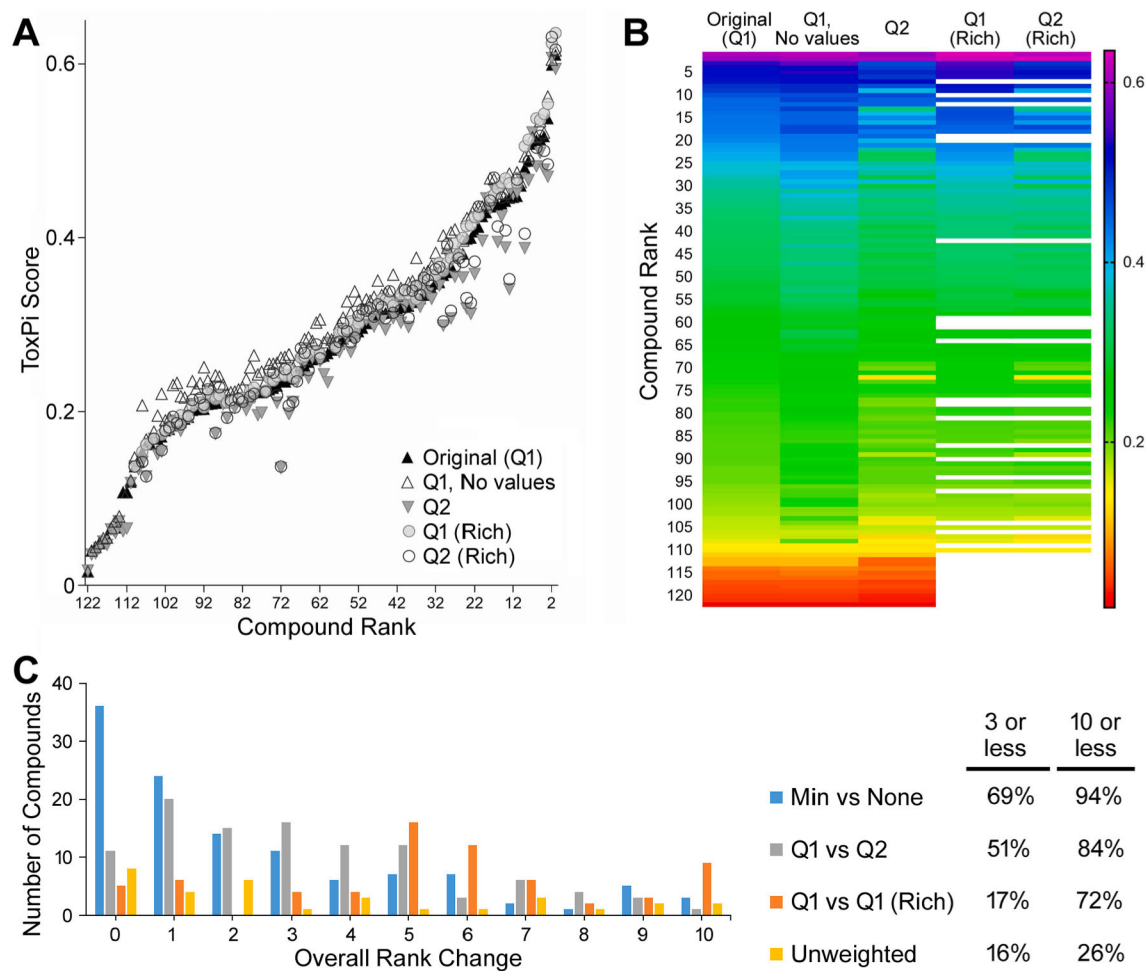 A
ToxPi Score
0.6
0.4
0.2
0
122 112 102 92 82 72 62 52 42 32 22 12 2
Compound Rank
Original (Q1)
Q1, No values
Q2
Q1 (Rich)
Q2 (Rich)
B
Original (Q1)
Q1, No values
Q2
Q1 (Rich)
Q2 (Rich)
Compound Rank
5
10
15
20
25
30
35
40
45
50
55
60
65
70
75
80
85
90
95
100
105
110
115
120
0.6
0.4
0.2
C
Number of Compounds
40
30
20
10
0
0 1 2 3 4 5 6 7 8 9 10
Overall Rank Change
3 or less
10 or less
Min vs None 69% 94%
Q1 vs Q2 51% 84%
Q1 vs Q1 (Rich) 17% 72%
Unweighted 16% 26%